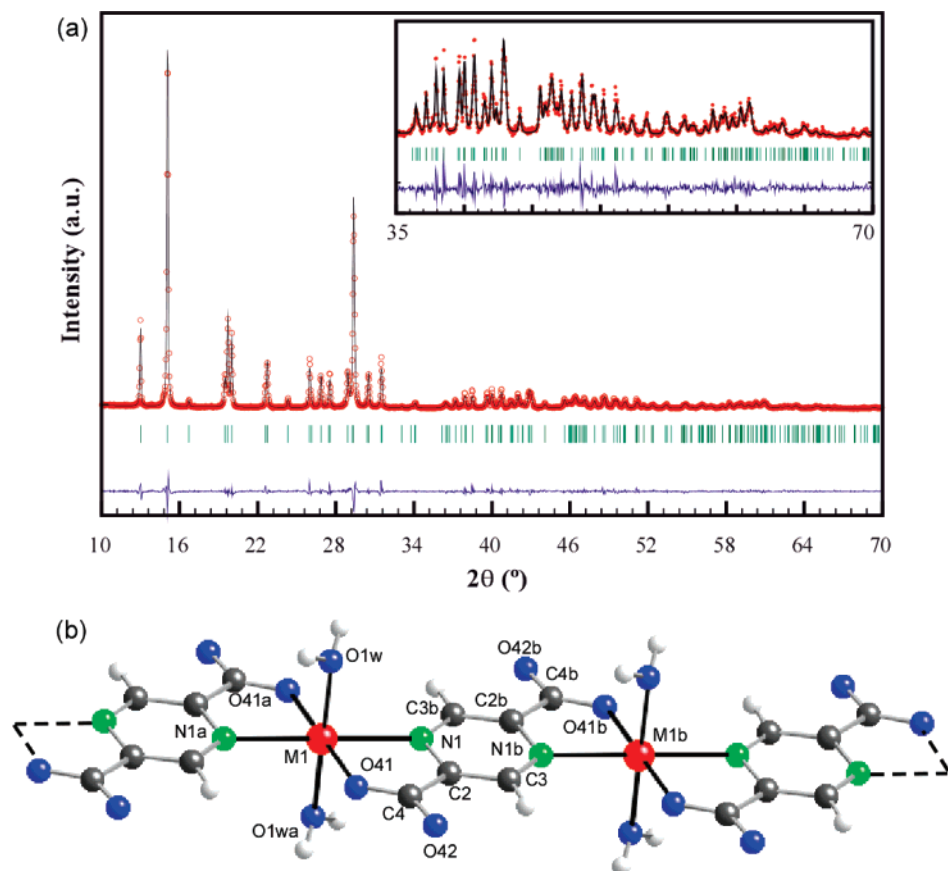 (a)
Intensity (a.u.)
35 70
10 16 22 28 34 40 46 52 58 64 70
2θ (º)
(b)
O1w
O42b
C4b
O41a
C3b
C2b
O41b
N1a
M1
N1
N1b
M1b
O41
C2
C3
C4
O1wa
O42